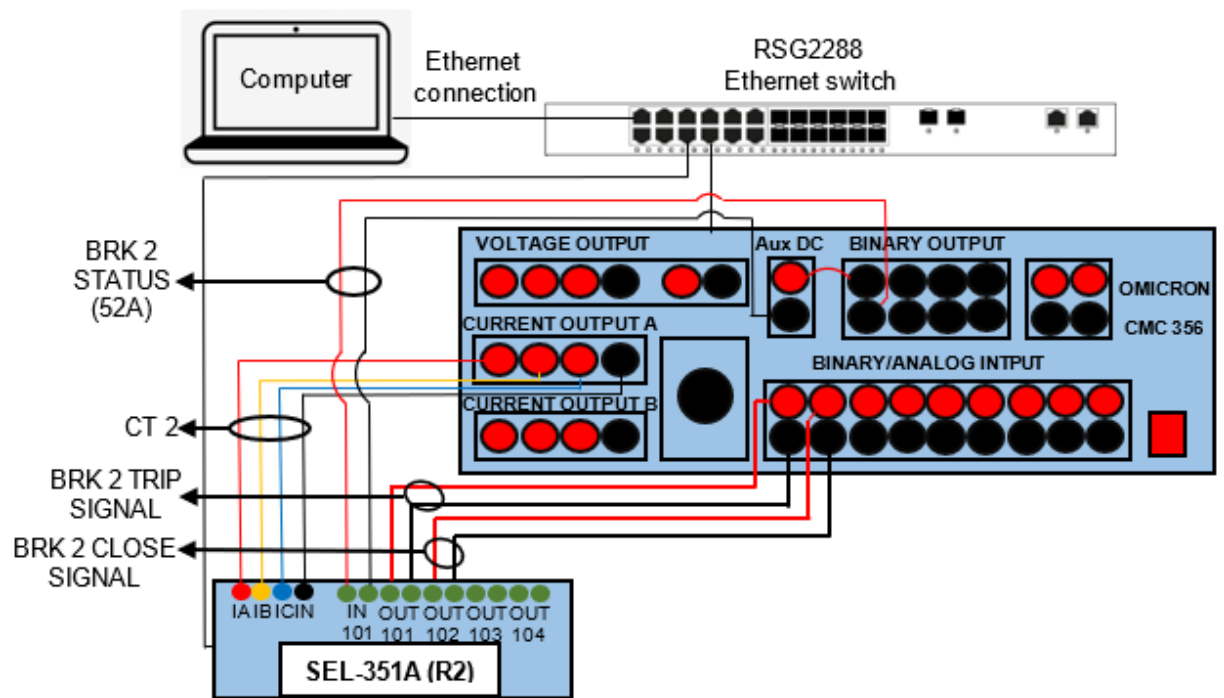 RSG2288
Ethernet switch
Ethernet
connection
Computer
BRK 2
STATUS
(52A)
VOLTAGE OUTPUT
Aux DC
BINARY OUTPUT
OMICRON
CMC 356
CURRENT OUTPUT A
BINARY/ANALOG INTPUT
CURRENT OUTPUT B
CT 2
BRK 2 TRIP
SIGNAL
BRK 2 CLOSE
SIGNAL
IA IB IC IN
IN
101
OUT
101
OUT
102
OUT
103
OUT
104
SEL-351A (R2)